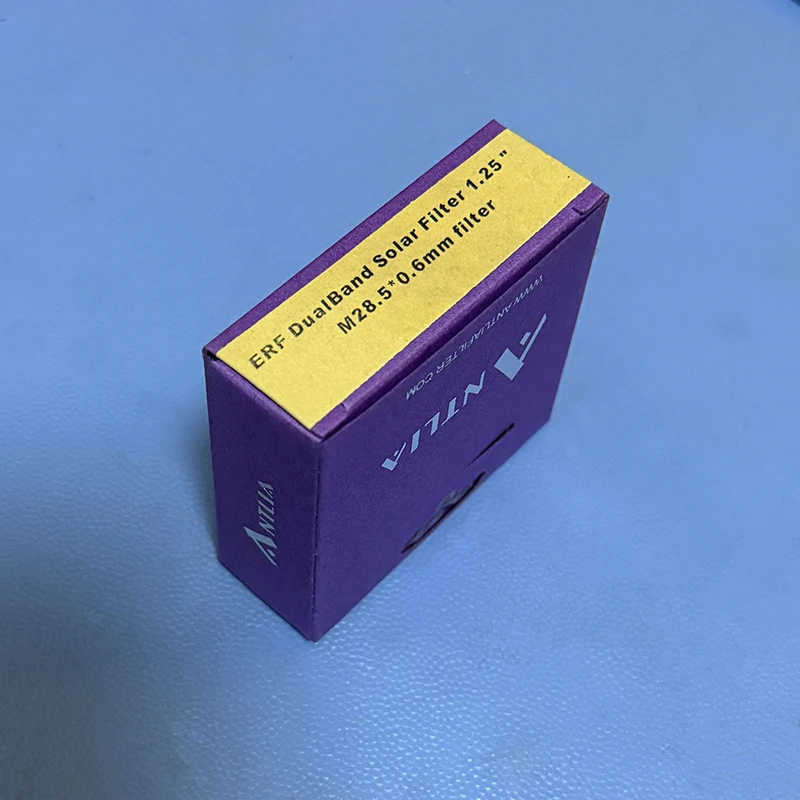 ERF DualBand Solar Filter 1.25"
M28.5*0.6mm filter
WWW.ANTLIAFILTER.COM
ANTLIA
ANTLIA